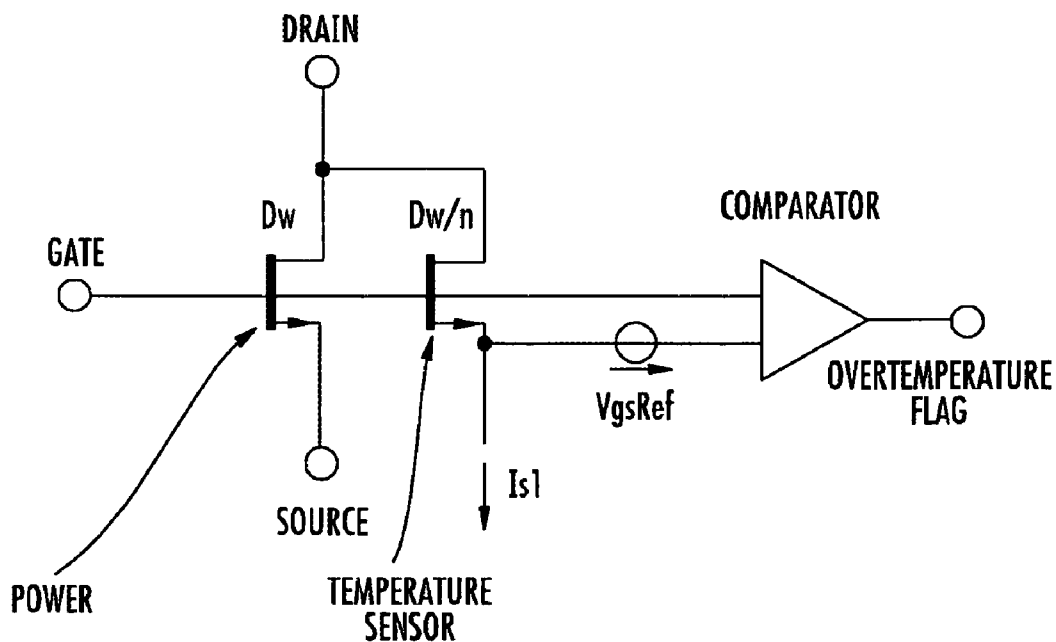 DRAIN
Dw
Dw/n
COMPARATOR
GATE
OVERTEMPERATURE
FLAG
VgsRef
Is1
SOURCE
POWER
TEMPERATURE
SENSOR